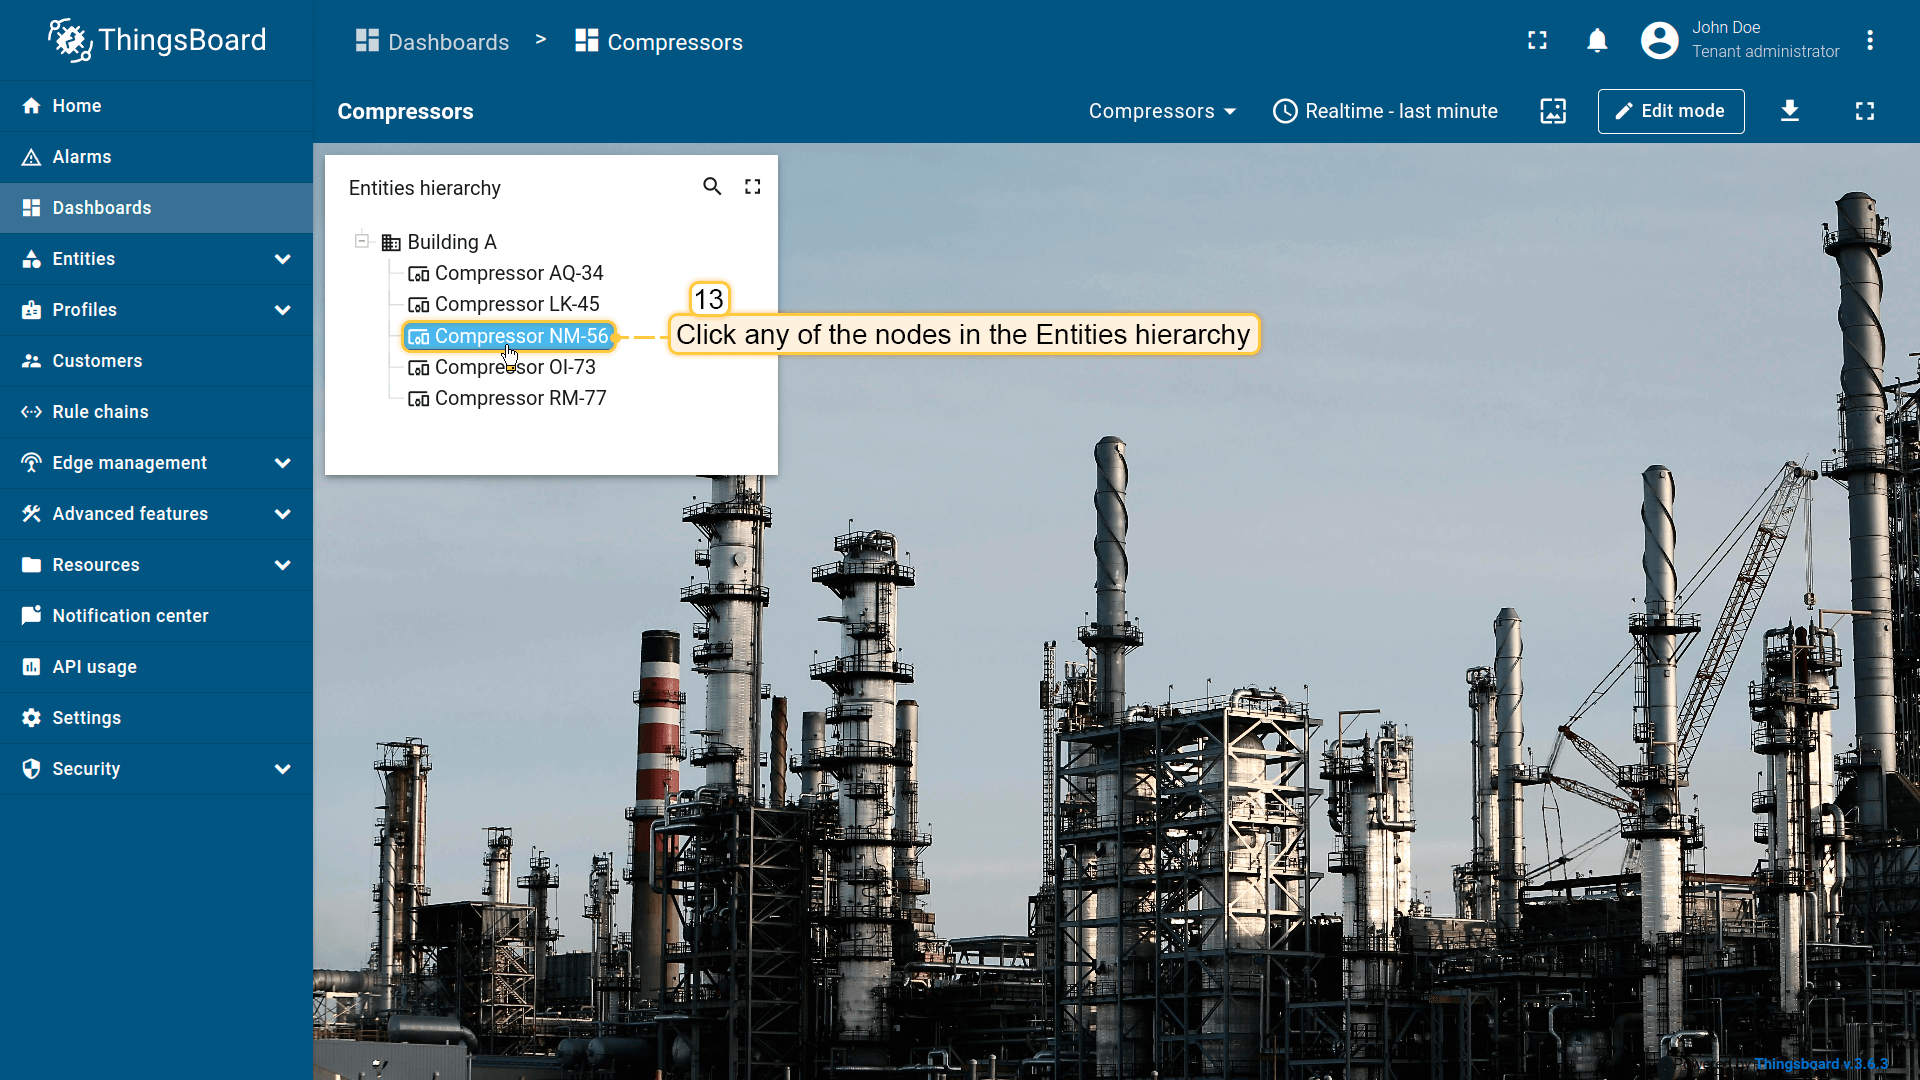 ThingsBoard
Dashboards > Compressors
John Doe
Tenant administrator
Home
Alarms
Dashboards
Entities
Profiles
Customers
Rule chains
Edge management
Advanced features
Resources
Notification center
API usage
Settings
Security
Compressors
Compressors
Realtime - last minute
Edit mode
Entities hierarchy
Building A
Compressor AQ-34
Compressor LK-45
Compressor NM-56
Compressor OI-73
Compressor RM-77
13
Click any of the nodes in the Entities hierarchy
Powered by Thingsboard v.3.6.3